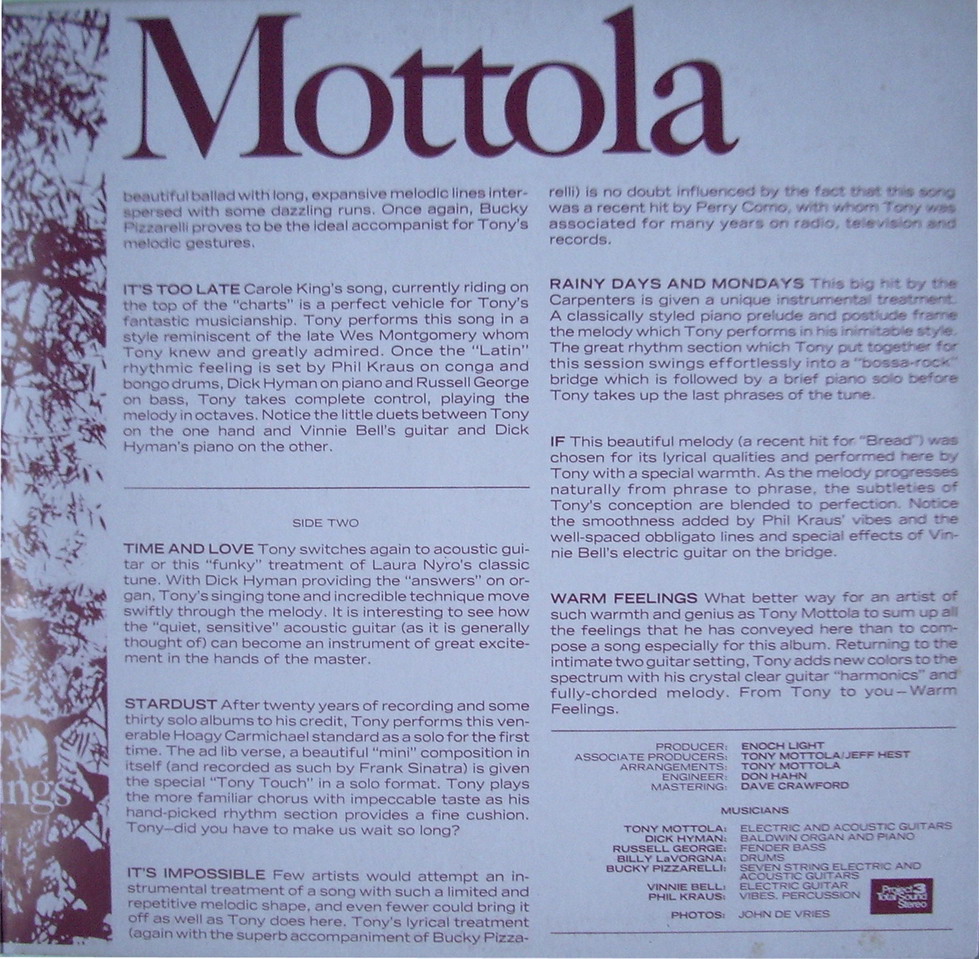 Mottola
beautiful ballad with long, expansive melodic lines inter-
spersed with some dazzling runs. Once again, Bucky
Pizzarelli proves to be the ideal accompanist for Tony's
melodic gestures.
IT'S TOO LATE Carole King's song, currently riding on
the top of the "charts" is a perfect vehicle for Tony's
fantastic musicianship. Tony performs this song in a
style reminiscent of the late Wes Montgomery whom
Tony knew and greatly admired. Once the "Latin"
rhythmic feeling is set by Phil Kraus on conga and
bongo drums, Dick Hyman on piano and Russell George
on bass, Tony takes complete control, playing the
melody in octaves. Notice the little duets between Tony
on the one hand and Vinnie Bell's guitar and Dick
Hyman's piano on the other.
SIDE TWO
TIME AND LOVE Tony switches again to acoustic gui-
tar or this "funky" treatment of Laura Nyro's classic
tune. With Dick Hyman providing the "answers" on or-
gan, Tony's singing tone and incredible technique move
swiftly through the melody. It is interesting to see how
the "quiet, sensitive" acoustic guitar (as it is generally
thought of) can become an instrument of great excite-
ment in the hands of the master.
STARDUST After twenty years of recording and some
thirty solo albums to his credit, Tony performs this ven-
erable Hoagy Carmichael standard as a solo for the first
time. The ad lib verse, a beautiful "mini" composition in
itself (and recorded as such by Frank Sinatra) is given
the special "Tony Touch" in a solo format. Tony plays
the more familiar chorus with impeccable taste as his
hand-picked rhythm section provides a fine cushion.
Tony—did you have to make us wait so long?
IT'S IMPOSSIBLE Few artists would attempt an in-
strumental treatment of a song with such a limited and
repetitive melodic shape, and even fewer could bring it
off as well as Tony does here. Tony's lyrical treatment
(again with the superb accompaniment of Bucky Pizza-
relli) is no doubt influenced by the fact that this song
was a recent hit by Perry Como, with whom Tony was
associated for many years on radio, television and
records.
RAINY DAYS AND MONDAYS This big hit by the
Carpenters is given a unique instrumental treatment.
A classically styled piano prelude and postlude frame
the melody which Tony performs in his inimitable style.
The great rhythm section which Tony put together for
this session swings effortlessly into a "bossa-rock"
bridge which is followed by a brief piano solo before
Tony takes up the last phrases of the tune.
IF This beautiful melody (a recent hit for "Bread") was
chosen for its lyrical qualities and performed here by
Tony with a special warmth. As the melody progresses
naturally from phrase to phrase, the subtleties of
Tony's conception are blended to perfection. Notice
the smoothness added by Phil Kraus' vibes and the
well-spaced obbligato lines and special effects of Vin-
nie Bell's electric guitar on the bridge.
WARM FEELINGS What better way for an artist of
such warmth and genius as Tony Mottola to sum up all
the feelings that he has conveyed here than to com-
pose a song especially for this album. Returning to the
intimate two guitar setting, Tony adds new colors to the
spectrum with his crystal clear guitar "harmonics" and
fully-chorded melody. From Tony to you—Warm
Feelings.
PRODUCER: ENOCH LIGHT
ASSOCIATE PRODUCERS: TONY MOTTOLA/JEFF HEST
ARRANGEMENTS: TONY MOTTOLA
ENGINEER: DON HAHN
MASTERING: DAVE CRAWFORD
MUSICIANS
TONY MOTTOLA: ELECTRIC AND ACOUSTIC GUITARS
DICK HYMAN: BALDWIN ORGAN AND PIANO
RUSSELL GEORGE: FENDER BASS
BILLY LaVORGNA: DRUMS
BUCKY PIZZARELLI: SEVEN STRING ELECTRIC AND
ACOUSTIC GUITARS
VINNIE BELL: ELECTRIC GUITAR
PHIL KRAUS: VIBES, PERCUSSION
PHOTOS: JOHN DE VRIES
Project 3
Total Sound
Stereo
ngs